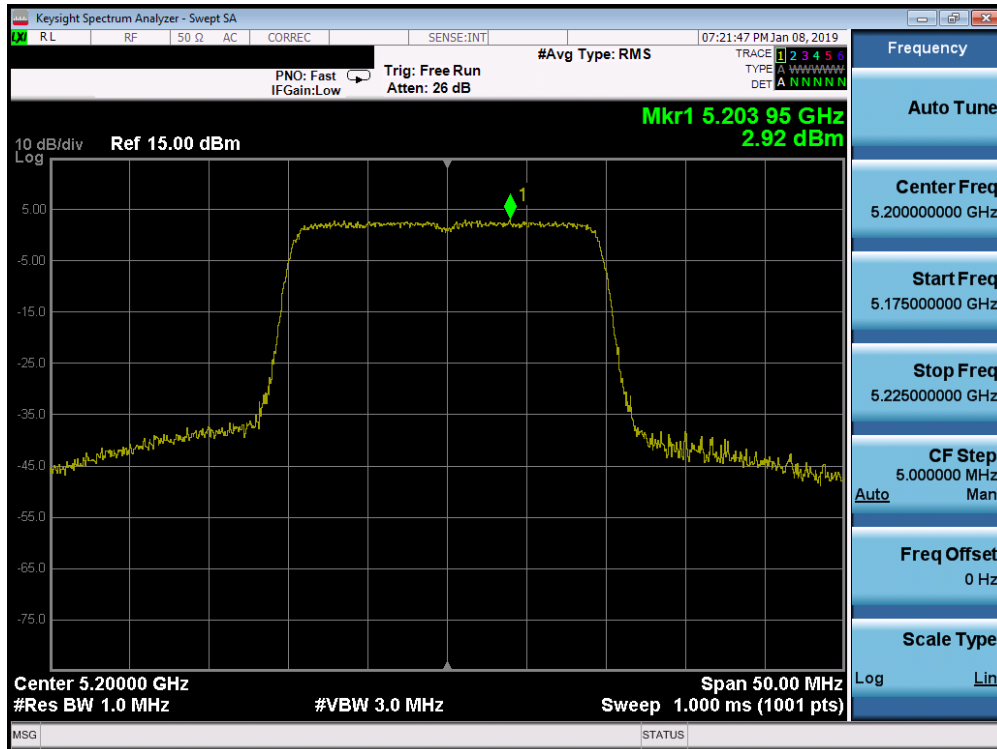 Keysight Spectrum Analyzer - Swept SA
LXI RL RF 50 Ω AC CORREC SENSE:INT 07:21:47 PM Jan 08, 2019
PNO: Fast
IFGain:Low
Trig: Free Run
Atten: 26 dB
#Avg Type: RMS
TRACE 1 2 3 4 5 6
TYPE A WWWWW
DET A N N N N N
Mkr1 5.203 95 GHz
2.92 dBm
10 dB/div Ref 15.00 dBm
Log
1
5.00
-5.00
-15.0
-25.0
-35.0
-45.0
-55.0
-65.0
-75.0
Center 5.20000 GHz Span 50.00 MHz
#Res BW 1.0 MHz #VBW 3.0 MHz Sweep 1.000 ms (1001 pts)
MSG STATUS
Frequency
Auto Tune
Center Freq
5.200000000 GHz
Start Freq
5.175000000 GHz
Stop Freq
5.225000000 GHz
CF Step
5.000000 MHz
Auto Man
Freq Offset
0 Hz
Scale Type
Log Lin